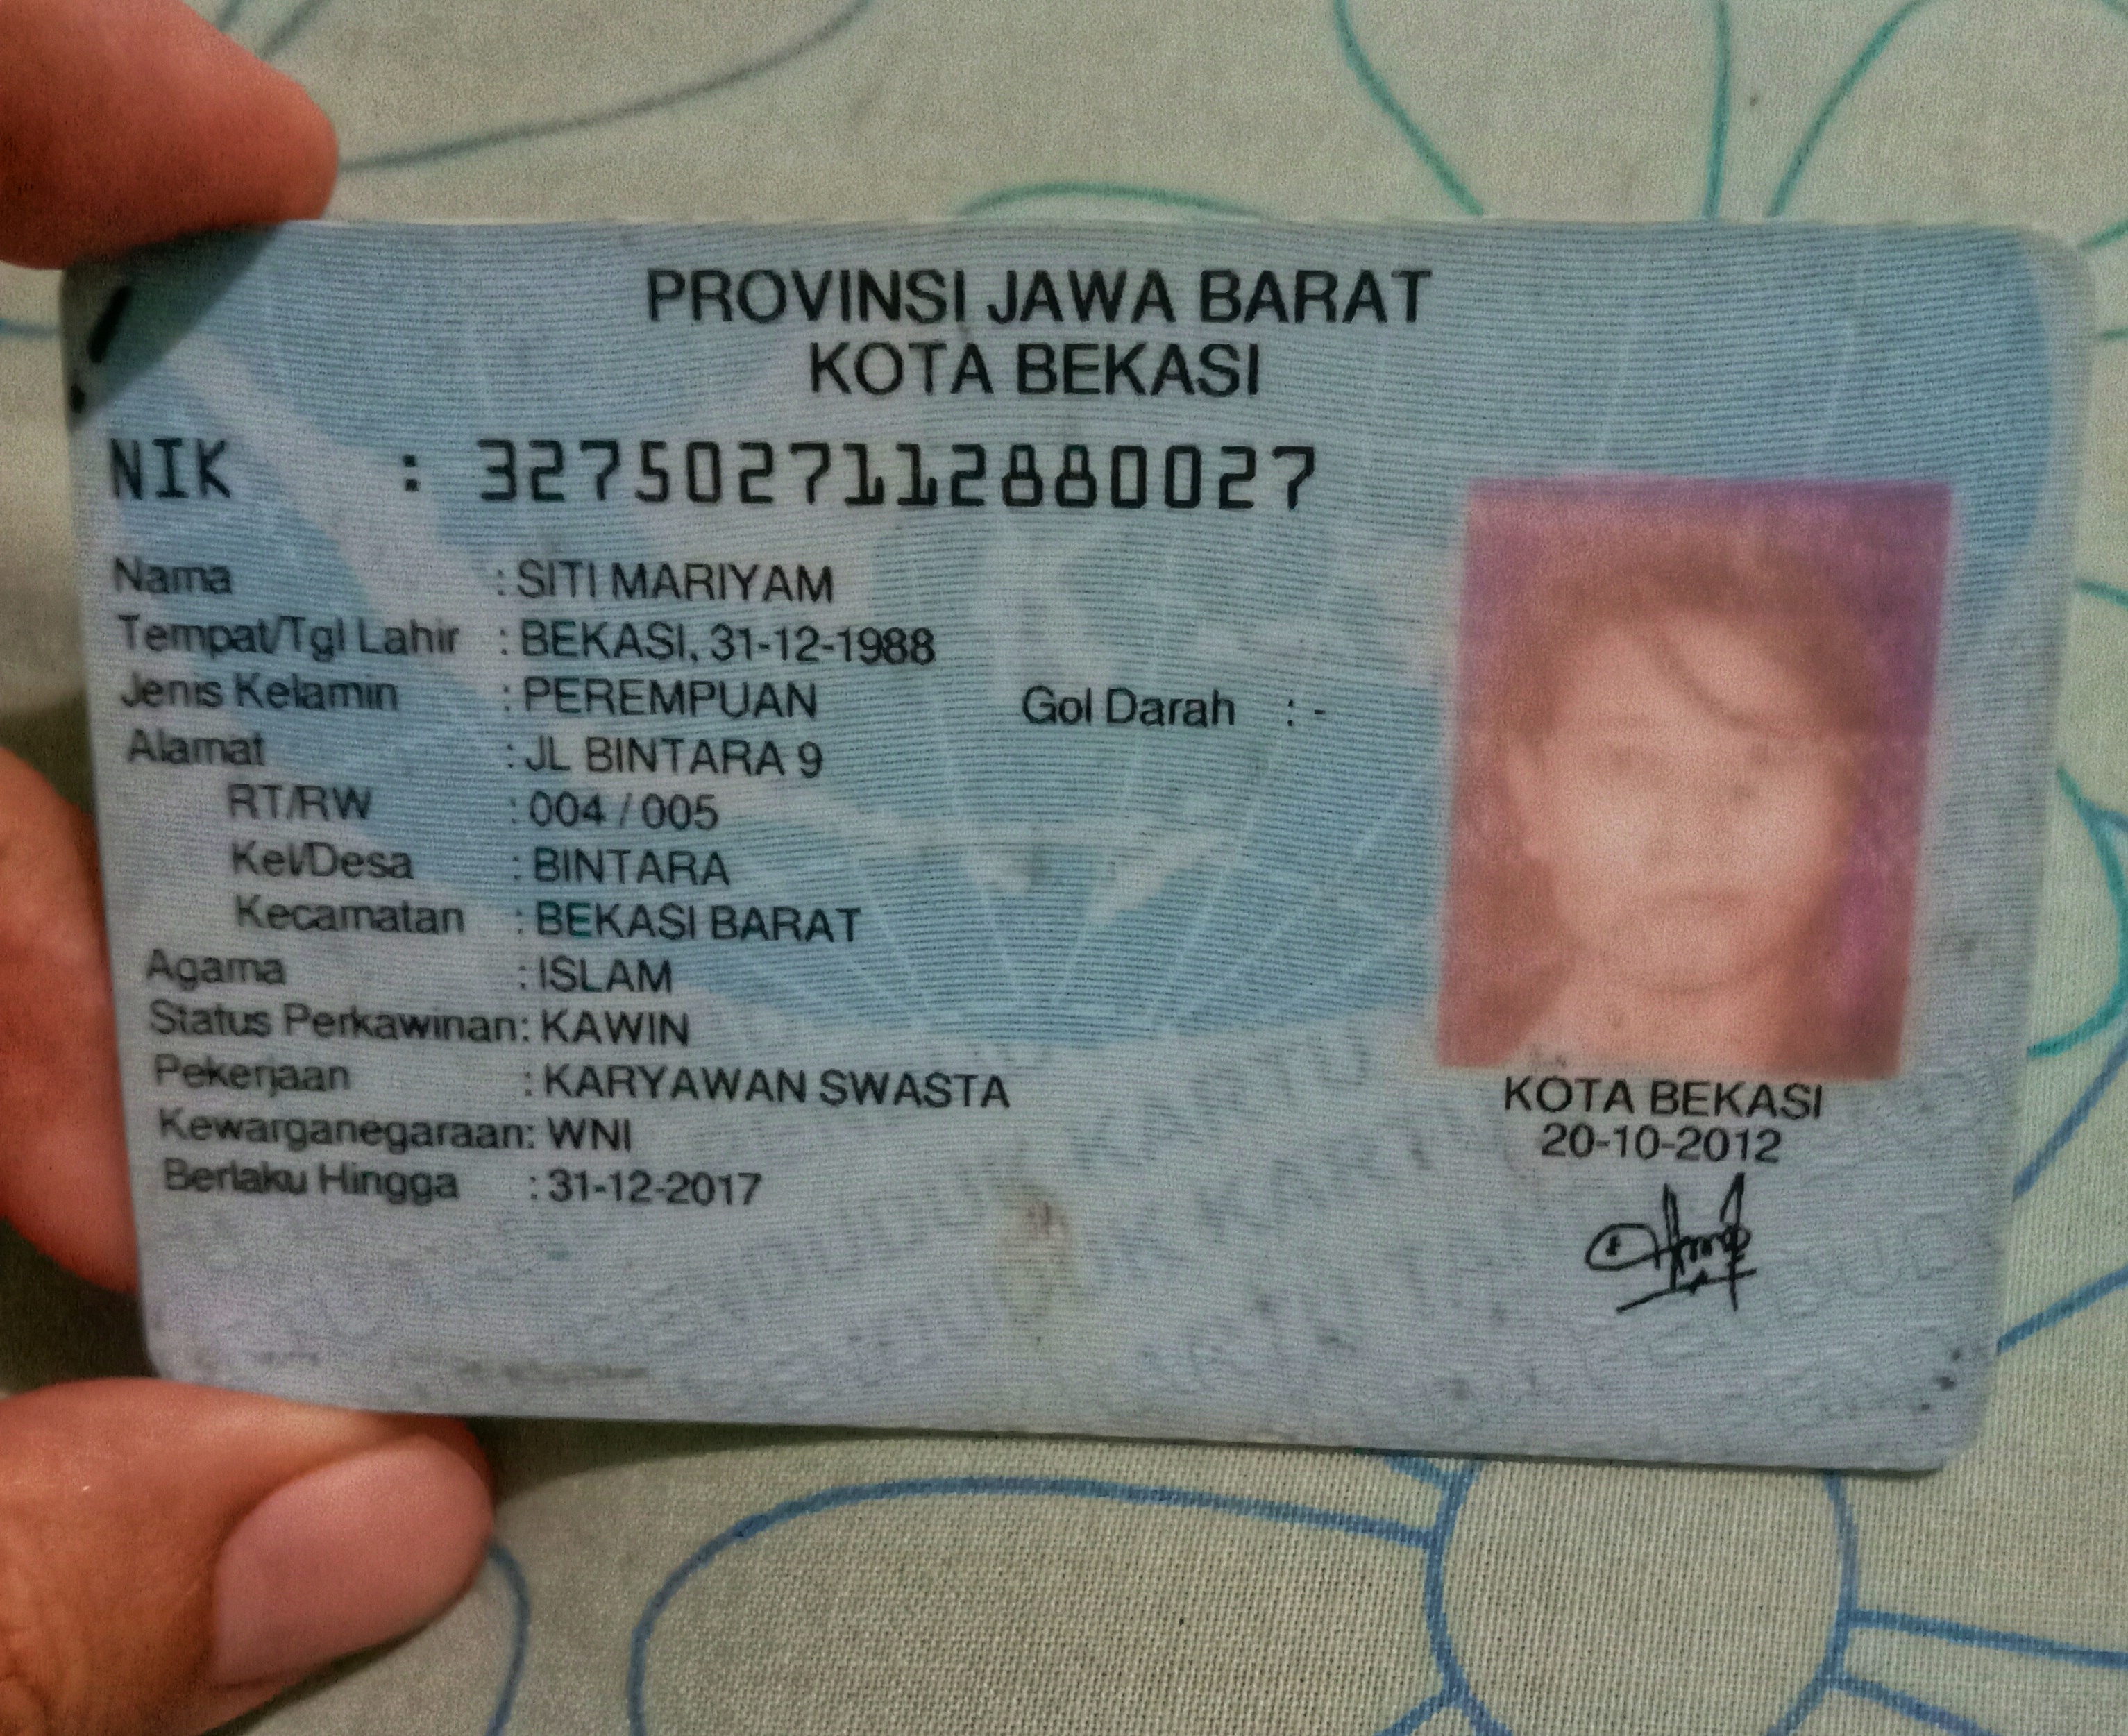 PROVINSI JAWA BARAT
KOTA BEKASI
NIK : 3275027112880027
Nama : SITI MARIYAM
Tempat/Tgl Lahir : BEKASI, 31-12-1988
Jenis Kelamin : PEREMPUAN Gol Darah : -
Alamat : JL BINTARA 9
RT/RW : 004 / 005
Kel/Desa : BINTARA
Kecamatan : BEKASI BARAT
Agama : ISLAM
Status Perkawinan: KAWIN
Pekerjaan : KARYAWAN SWASTA
Kewarganegaraan: WNI
Berlaku Hingga : 31-12-2017
KOTA BEKASI
20-10-2012